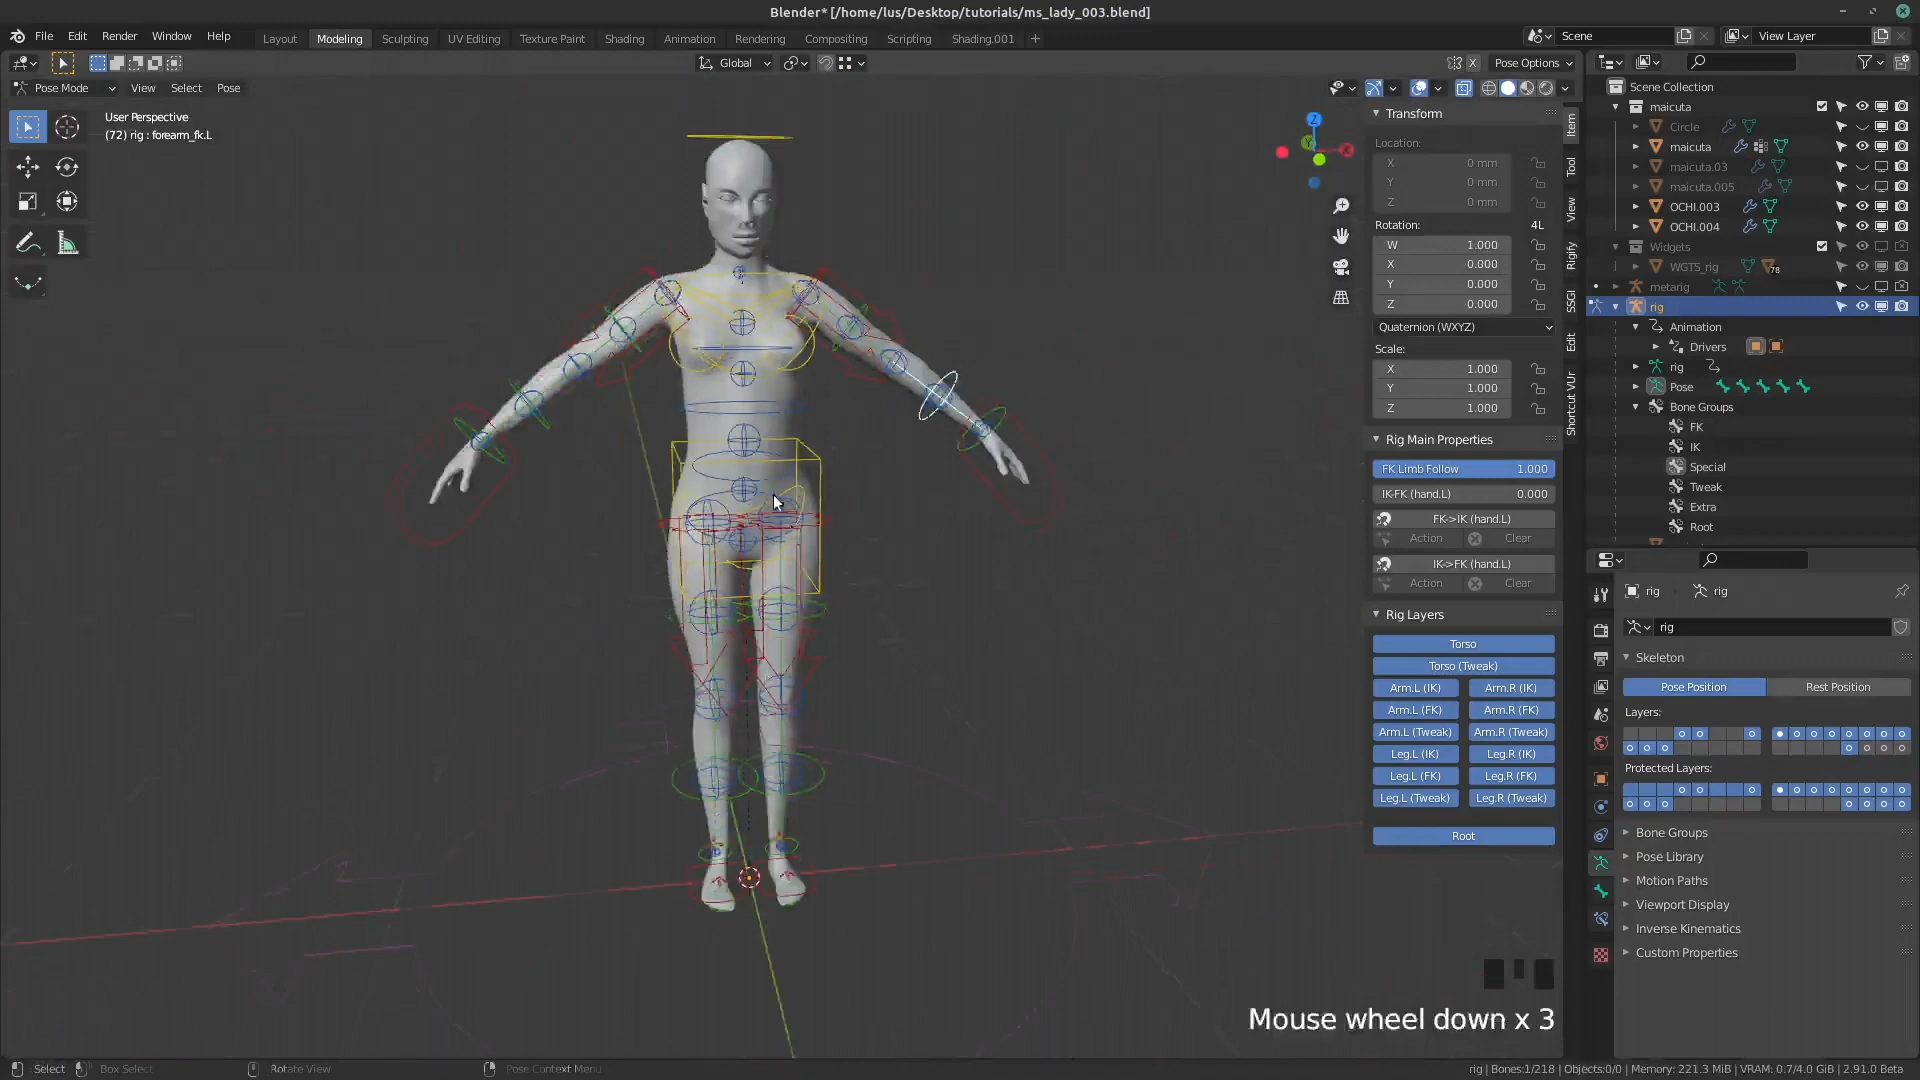 Blender* [/home/lus/Desktop/tutorials/ms_lady_003.blend]
File Edit Render Window Help Layout Modeling Sculpting UV Editing Texture Paint Shading Animation Rendering Compositing Scripting Shading.001 + Scene View Layer
Global X Pose Options
Pose Mode View Select Pose
User Perspective
(72) rig : forearm_fk.L
Z
Y
X
Transform
Location:
X 0 mm
Y 0 mm
Z 0 mm
Rotation: 4L
W 1.000
X 0.000
Y 0.000
Z 0.000
Quaternion (WXYZ)
Scale:
X 1.000
Y 1.000
Z 1.000
Rig Main Properties
FK Limb Follow 1.000
IK-FK (hand.L) 0.000
FK->IK (hand.L)
Action Clear
IK->FK (hand.L)
Action Clear
Rig Layers
Torso
Torso (Tweak)
Arm.L (IK) Arm.R (IK)
Arm.L (FK) Arm.R (FK)
Arm.L (Tweak) Arm.R (Tweak)
Leg.L (IK) Leg.R (IK)
Leg.L (FK) Leg.R (FK)
Leg.L (Tweak) Leg.R (Tweak)
Root
Item
Tool
View
Rigify
SSGI
Edit
Shortcut VUr
Scene Collection
maicuta
Circle
maicuta
maicuta.03
maicuta.005
OCHI.003
OCHI.004
Widgets
WGTS_rig 78
metarig
rig
Animation
Drivers
rig
Pose
Bone Groups
FK
IK
Special
Tweak
Extra
Root
rig rig
rig
Skeleton
Pose Position Rest Position
Layers:
Protected Layers:
Bone Groups
Pose Library
Motion Paths
Viewport Display
Inverse Kinematics
Custom Properties
Mouse wheel down x 3
Select Box Select Rotate View Pose Context Menu rig | Bones:1/218 | Objects:0/0 | Memory: 221.3 MiB | VRAM: 0.7/4.0 GiB | 2.91.0 Beta